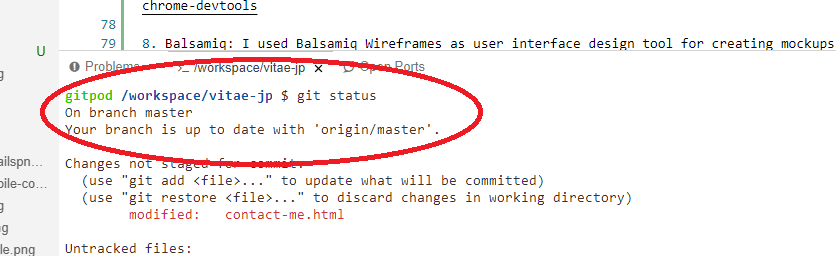 chrome-devtools
78
79 8. Balsamiq: I used Balsamiq Wireframes as user interface design tool for creating mockups
U
Problems >_ /workspace/vitae-jp x Open Ports
gitpod /workspace/vitae-jp $ git status
On branch master
Your branch is up to date with 'origin/master'.
Changes not staged for commit:
(use "git add <file>..." to update what will be committed)
(use "git restore <file>..." to discard changes in working directory)
modified: contact-me.html
Untracked files:
ailspn...
bile-co...
g
ng
le.png